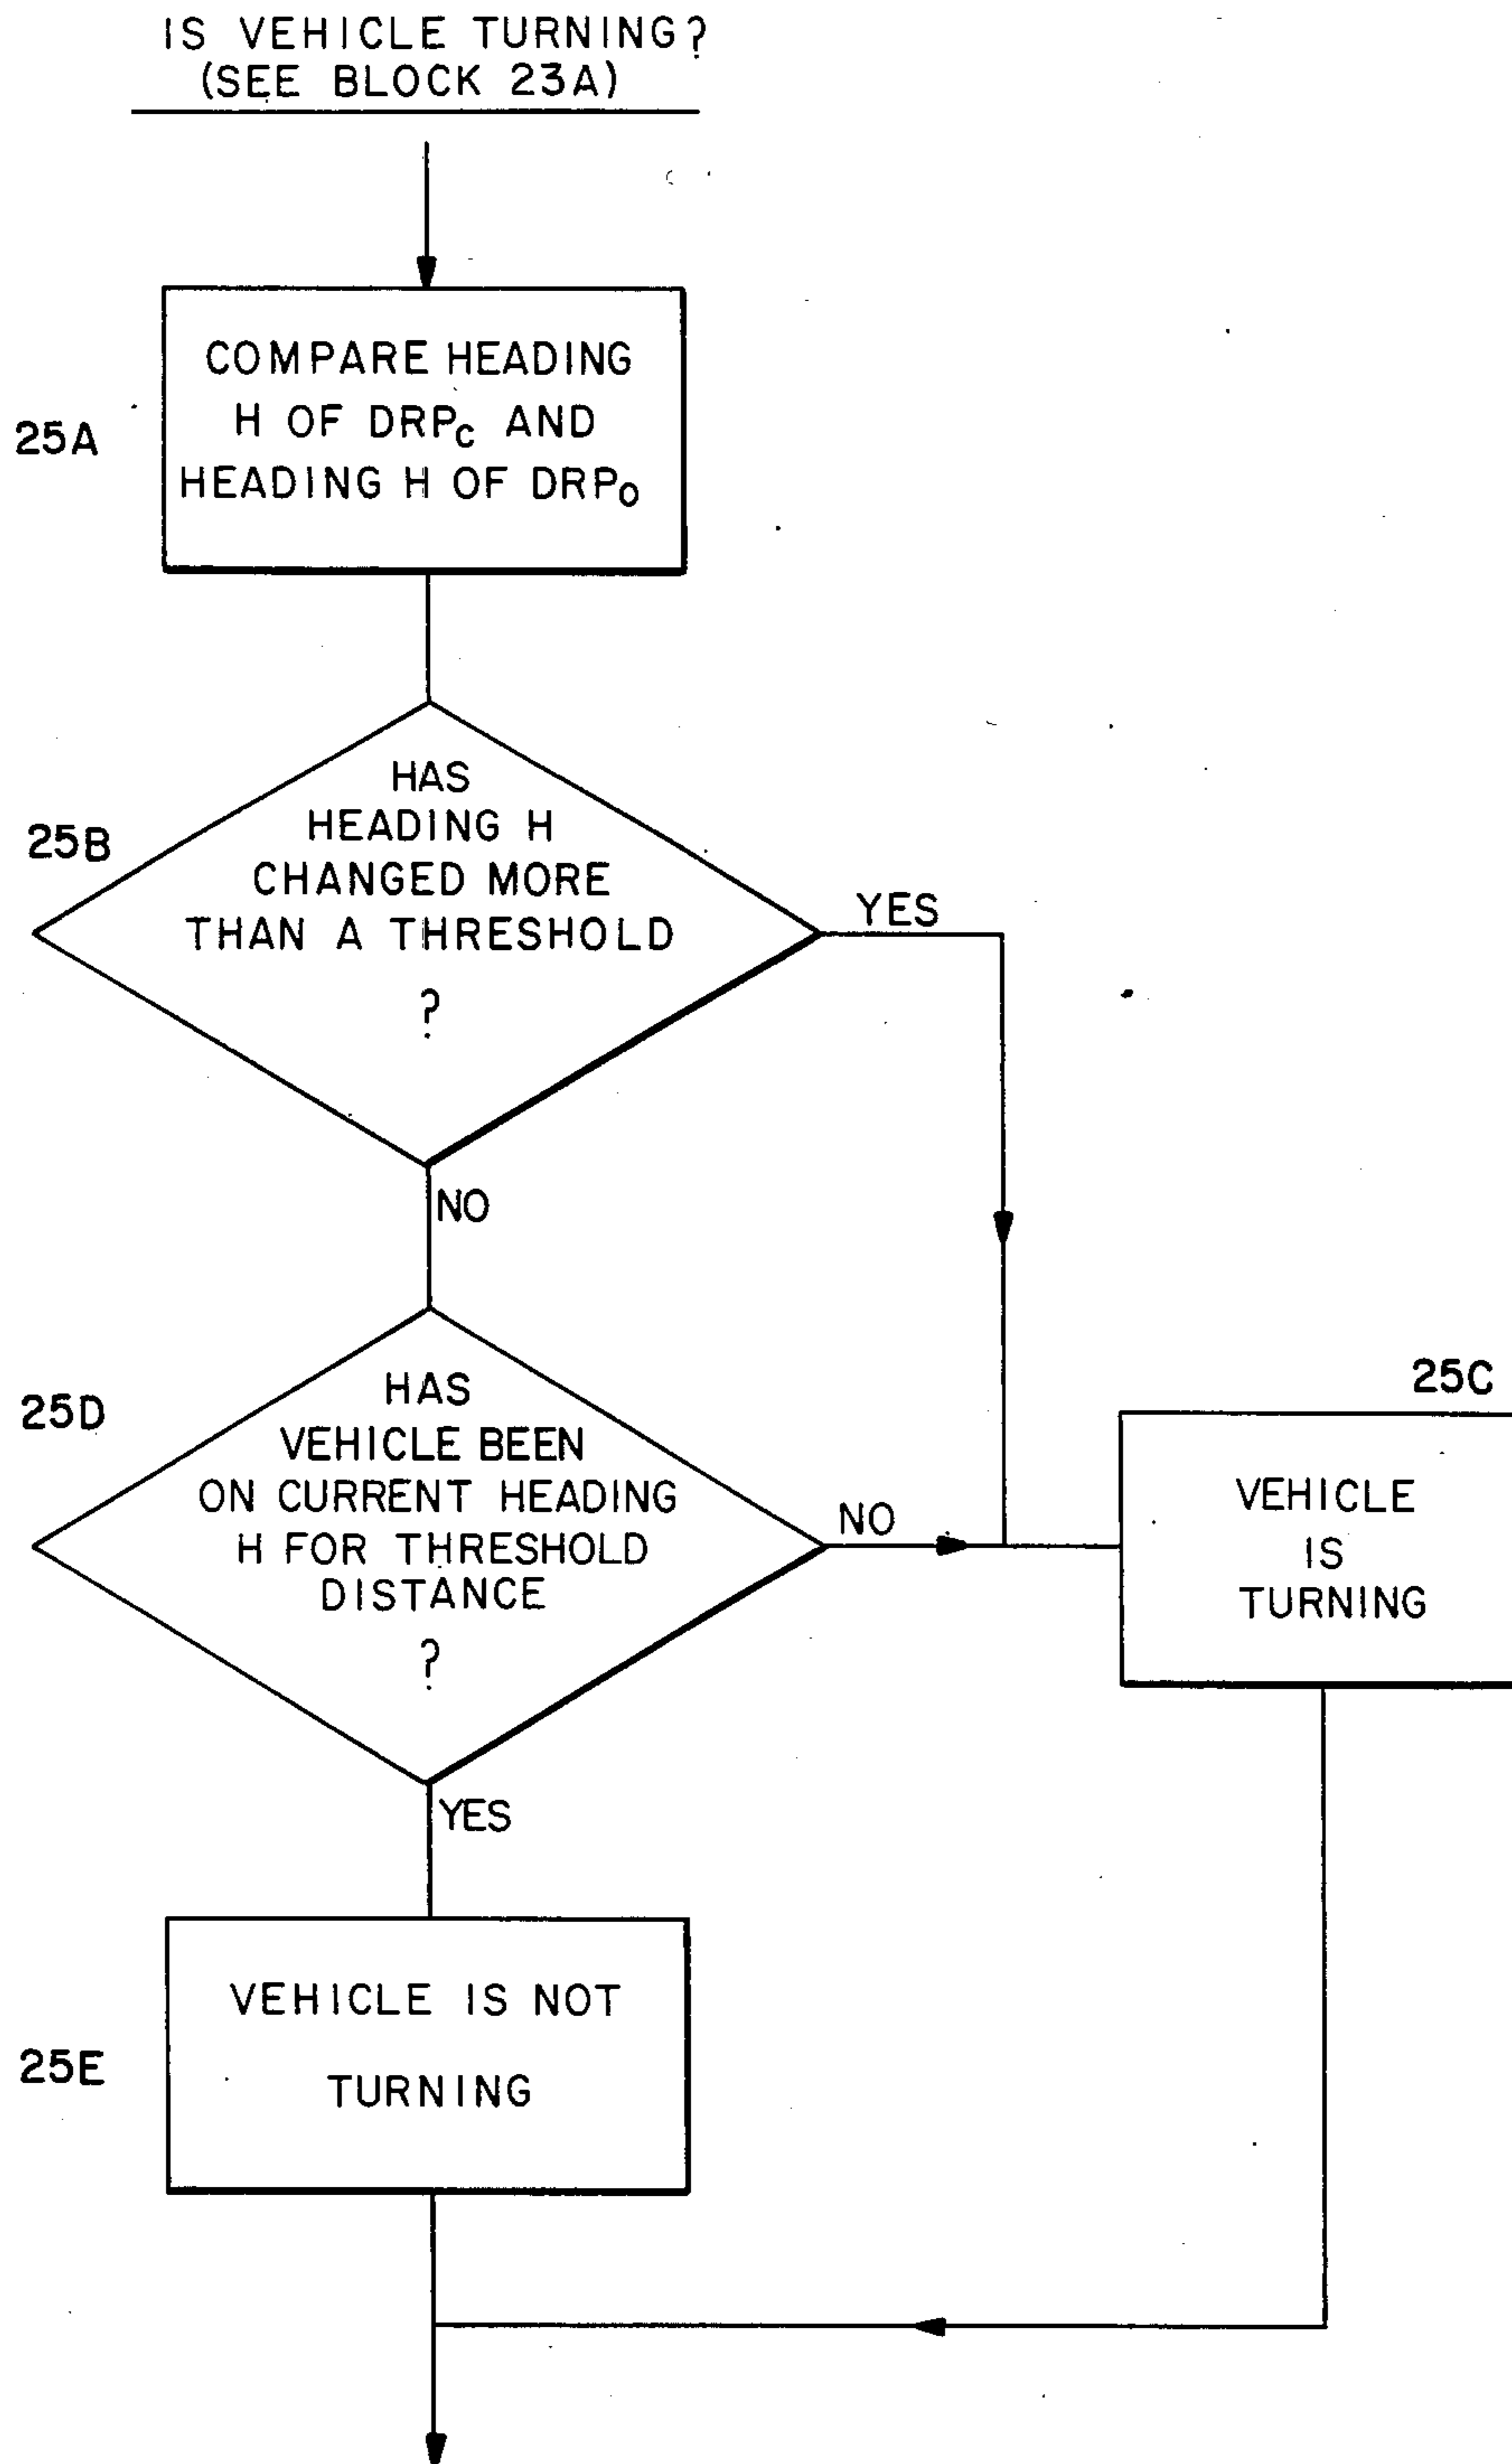 IS VEHICLE TURNING?
(SEE BLOCK 23A)
25A
COMPARE HEADING
H OF DRPC AND
HEADING H OF DRPO
25B
HAS
HEADING H
CHANGED MORE
THAN A THRESHOLD
?
YES
NO
25D
HAS
VEHICLE BEEN
ON CURRENT HEADING
H FOR THRESHOLD
DISTANCE
?
NO
YES
25C
VEHICLE
IS
TURNING
25E
VEHICLE IS NOT
TURNING